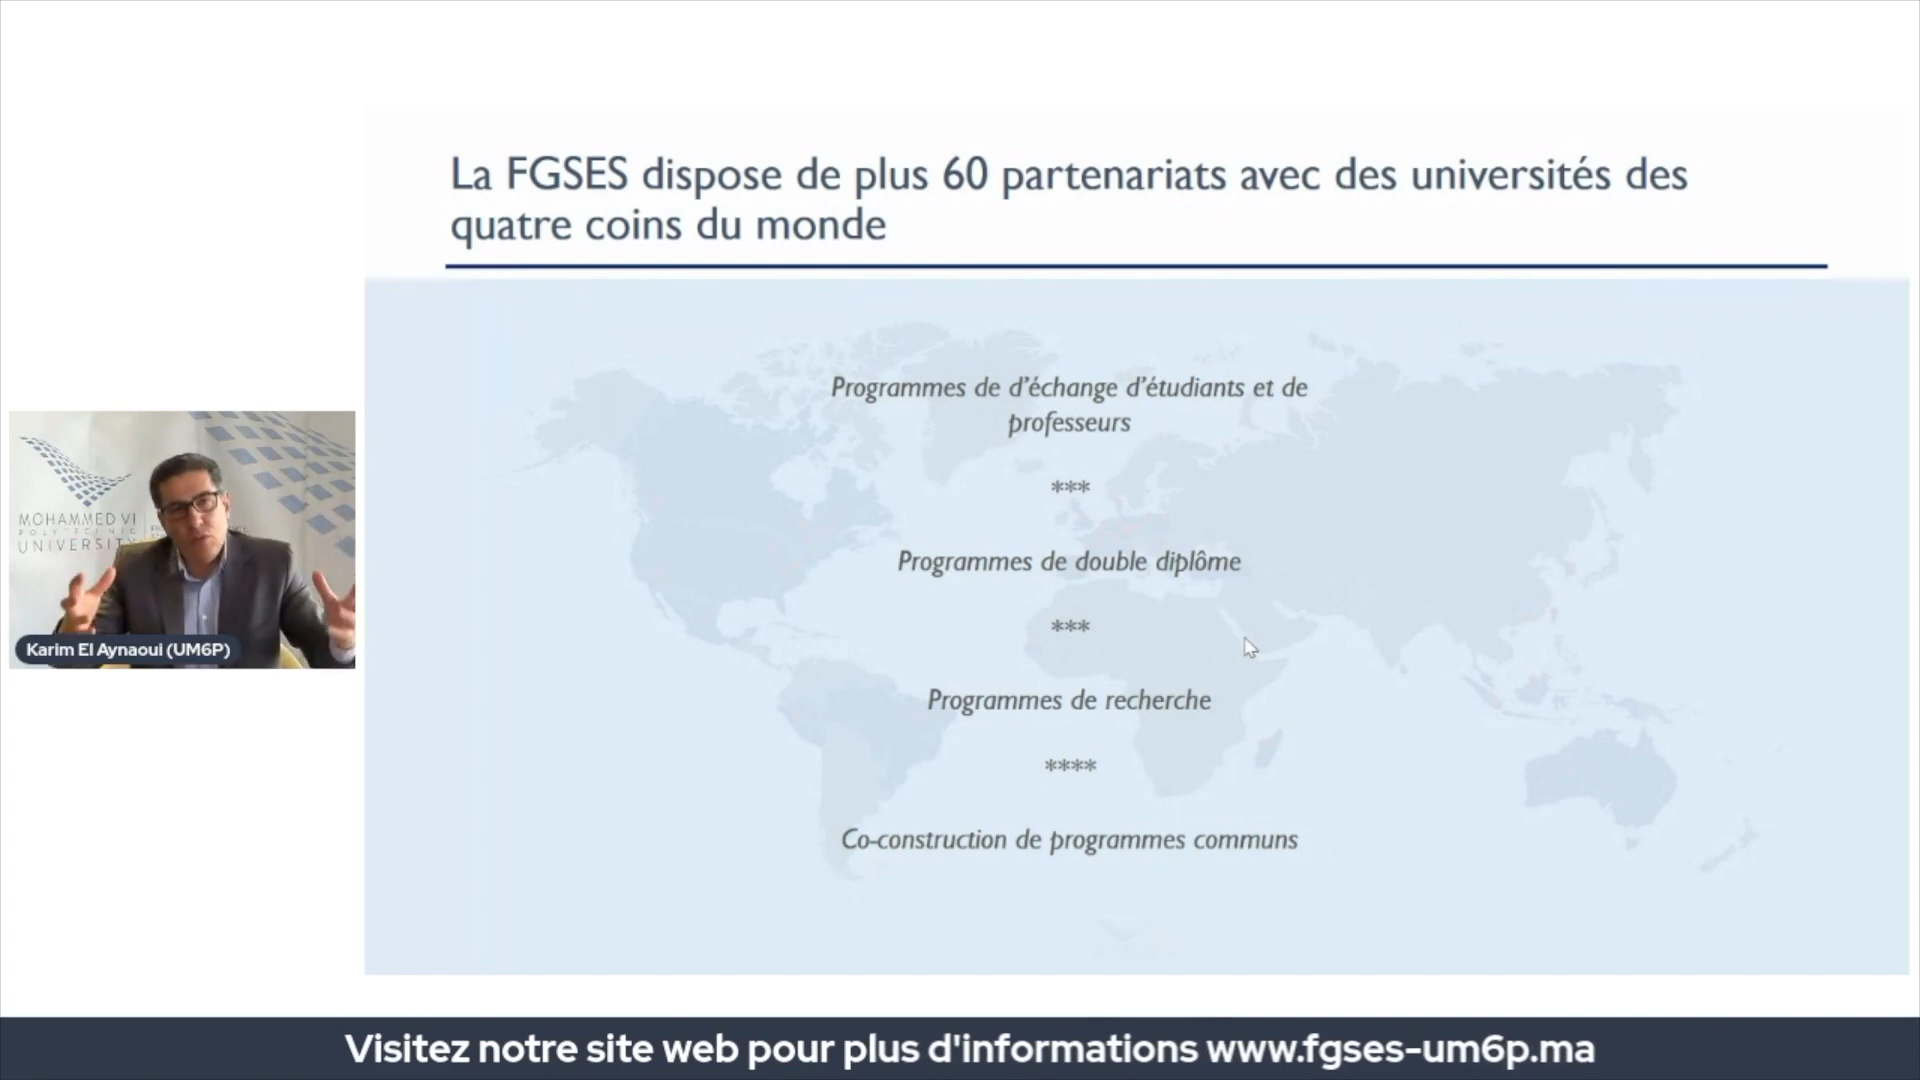 La FGSES dispose de plus 60 partenariats avec des universités des
quatre coins du monde
Programmes de d’échange d’étudiants et de
professeurs
***
Programmes de double diplôme
***
Programmes de recherche
****
Co-construction de programmes communs
MOHAMMED VI
POLYTECHNIC
UNIVERSITY
Karim El Aynaoui (UM6P)
Visitez notre site web pour plus d'informations www.fgses-um6p.ma